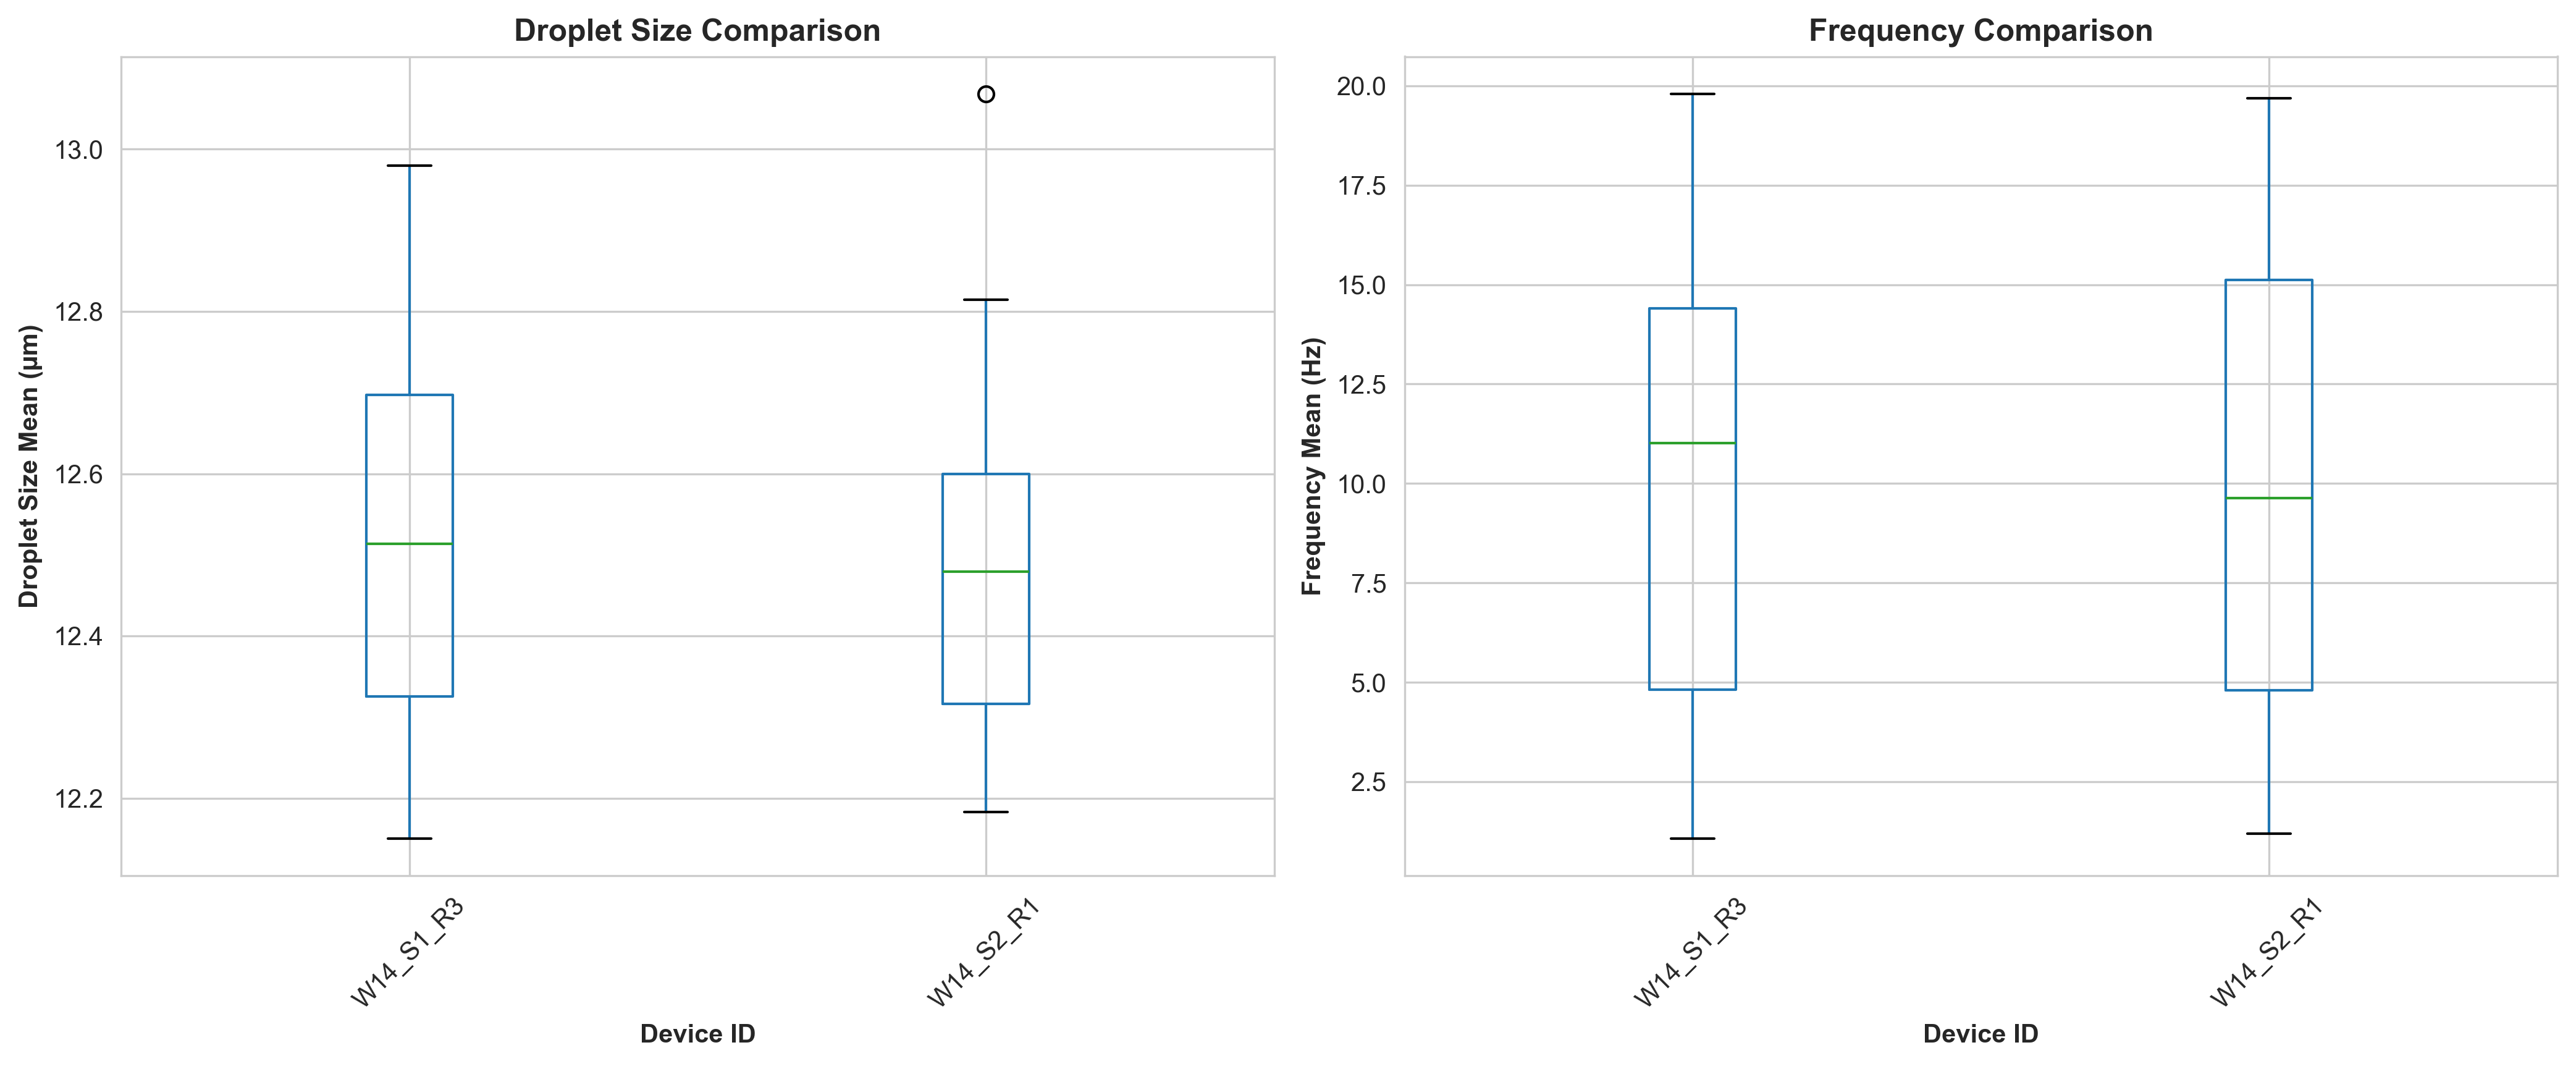 Droplet Size Comparison
Droplet Size Mean (µm)
13.0
12.8
12.6
12.4
12.2
W14_S1_R3
W14_S2_R1
Device ID
Frequency Comparison
Frequency Mean (Hz)
20.0
17.5
15.0
12.5
10.0
7.5
5.0
2.5
W14_S1_R3
W14_S2_R1
Device ID